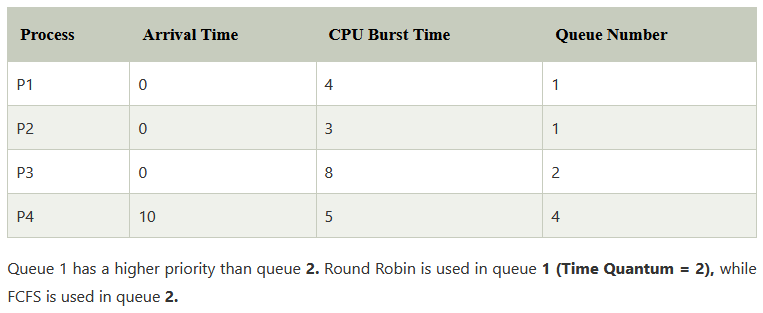 Process Arrival Time CPU Burst Time Queue Number
P1 0 4 1
P2 0 3 1
P3 0 8 2
P4 10 5 4
Queue 1 has a higher priority than queue 2. Round Robin is used in queue 1 (Time Quantum = 2), while
FCFS is used in queue 2.